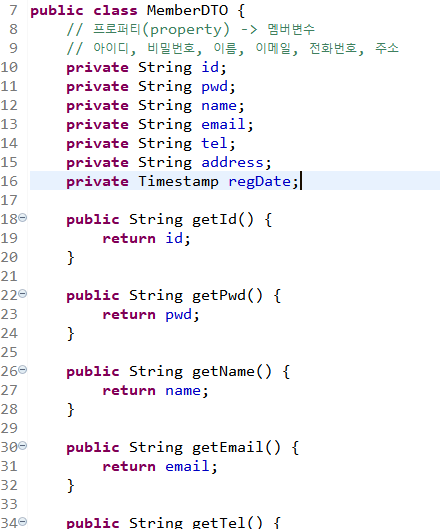 7 public class MemberDTO {
8 // 프로퍼티(property) -> 멤버변수
9 // 아이디, 비밀번호, 이름, 이메일, 전화번호, 주소
10 private String id;
11 private String pwd;
12 private String name;
13 private String email;
14 private String tel;
15 private String address;
16 private Timestamp regDate;
17
18 public String getId() {
19 return id;
20 }
21
22 public String getPwd() {
23 return pwd;
24 }
25
26 public String getName() {
27 return name;
28 }
29
30 public String getEmail() {
31 return email;
32 }
33
34 public String getTel() {